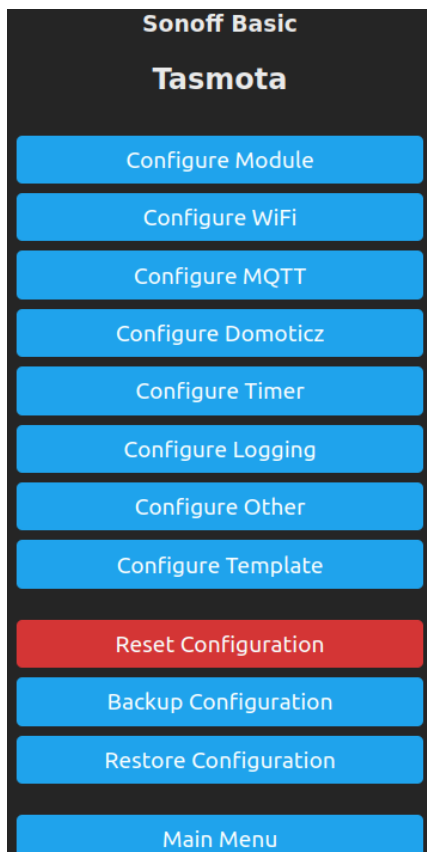 Sonoff Basic
Tasmota
Configure Module
Configure WiFi
Configure MQTT
Configure Domoticz
Configure Timer
Configure Logging
Configure Other
Configure Template
Reset Configuration
Backup Configuration
Restore Configuration
Main Menu